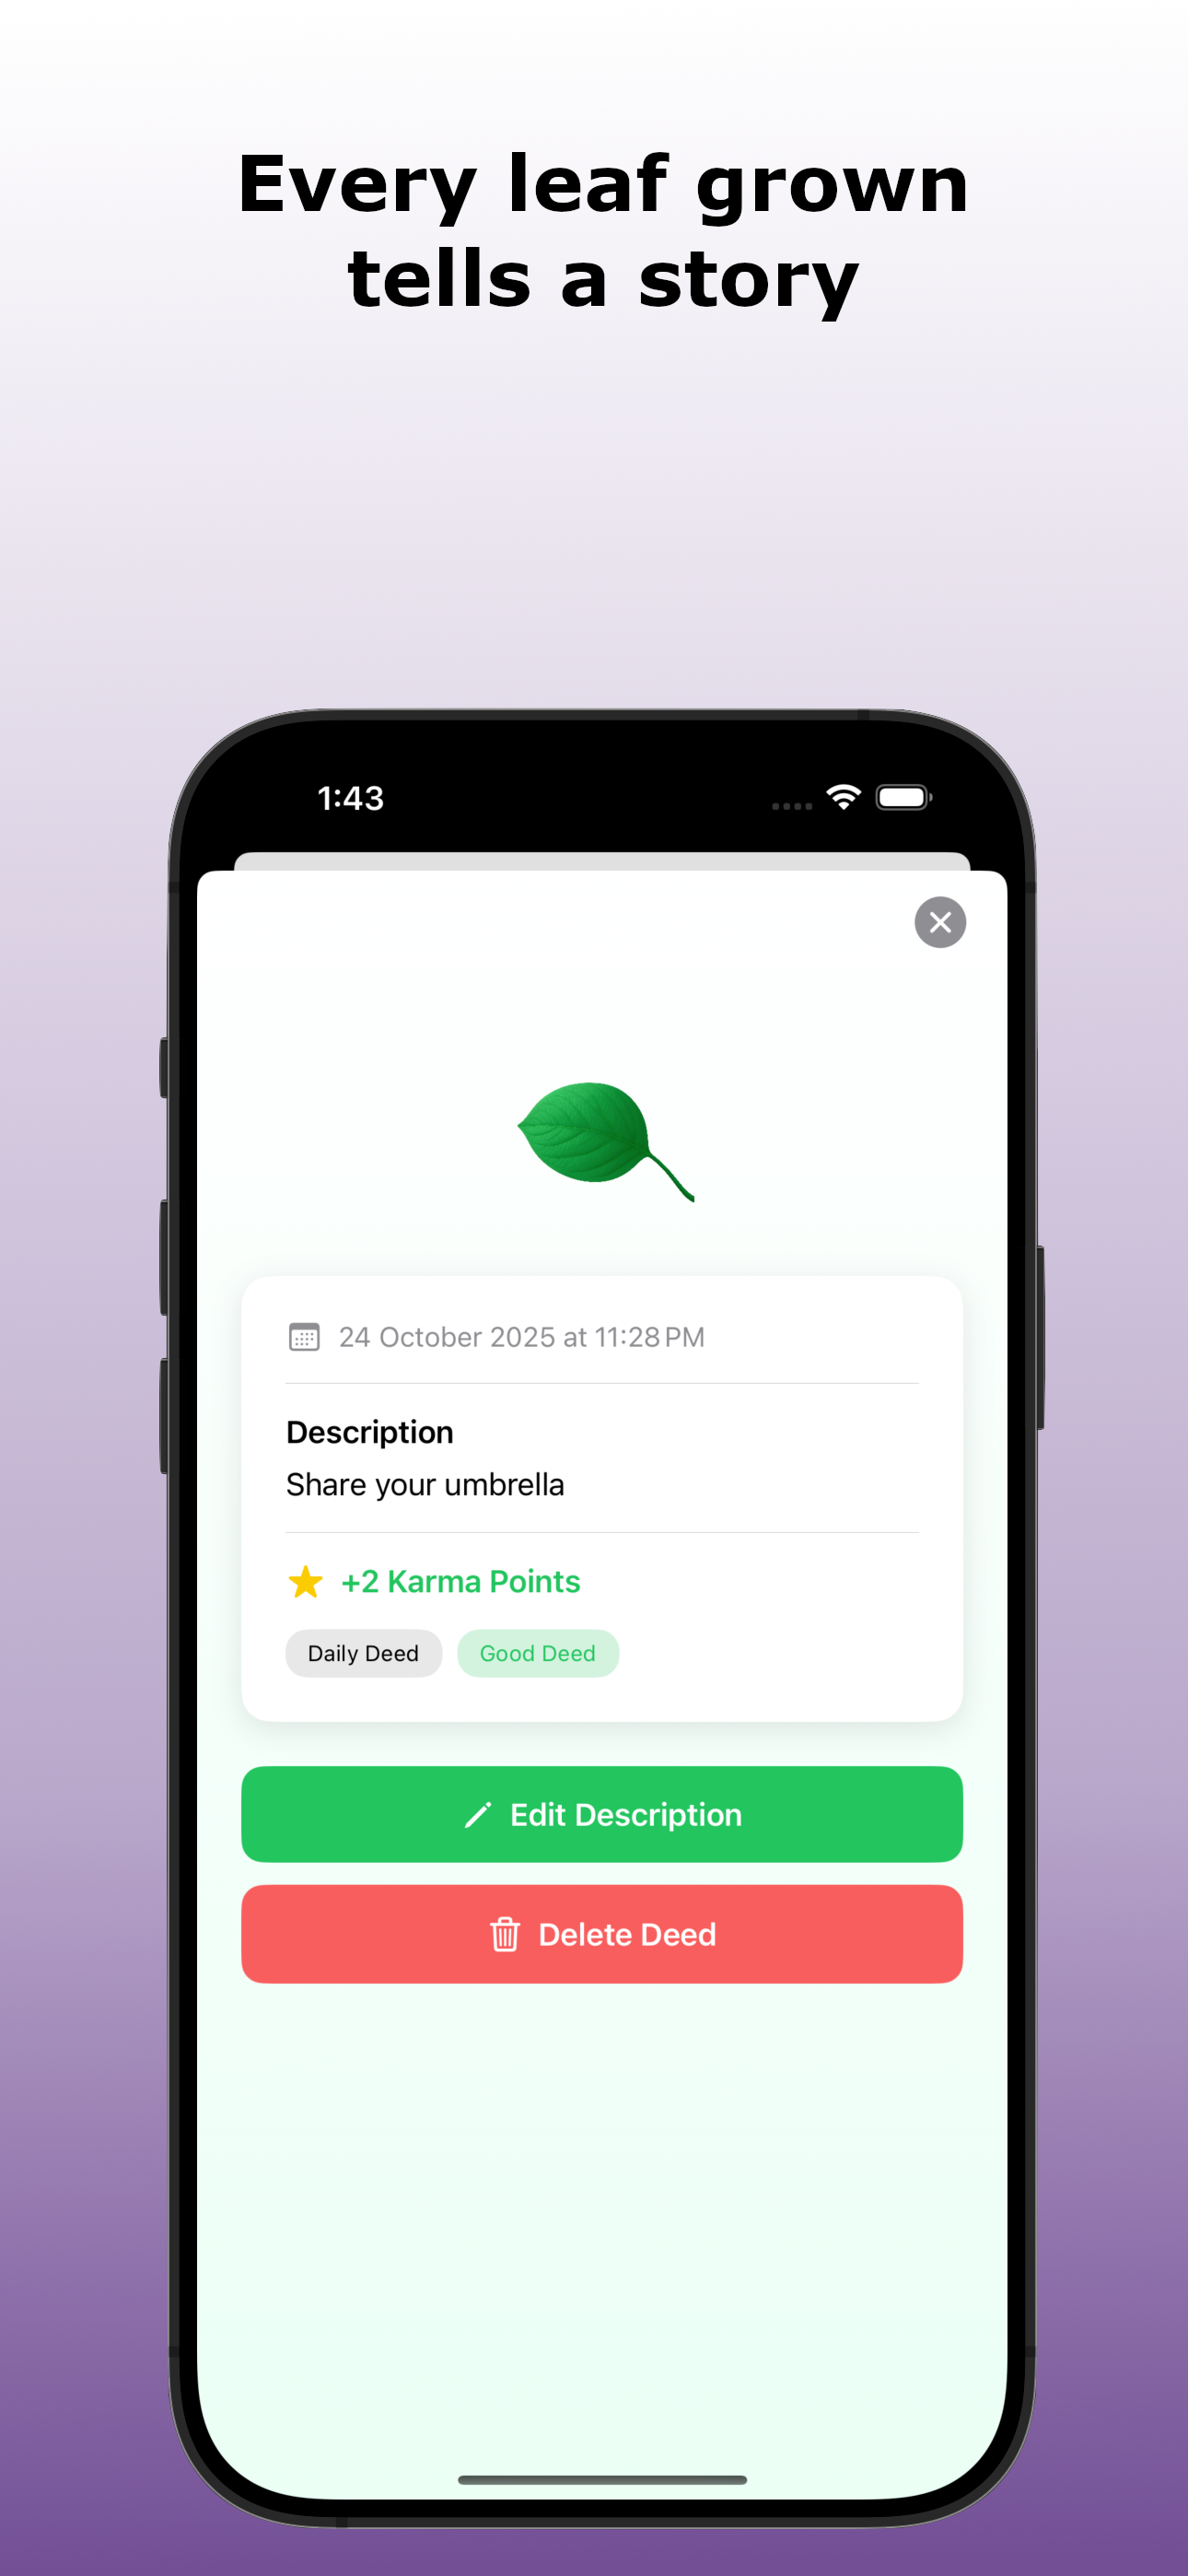 Every leaf grown
tells a story
1:43
24 October 2025 at 11:28 PM
Description
Share your umbrella
+2 Karma Points
Daily Deed
Good Deed
Edit Description
Delete Deed